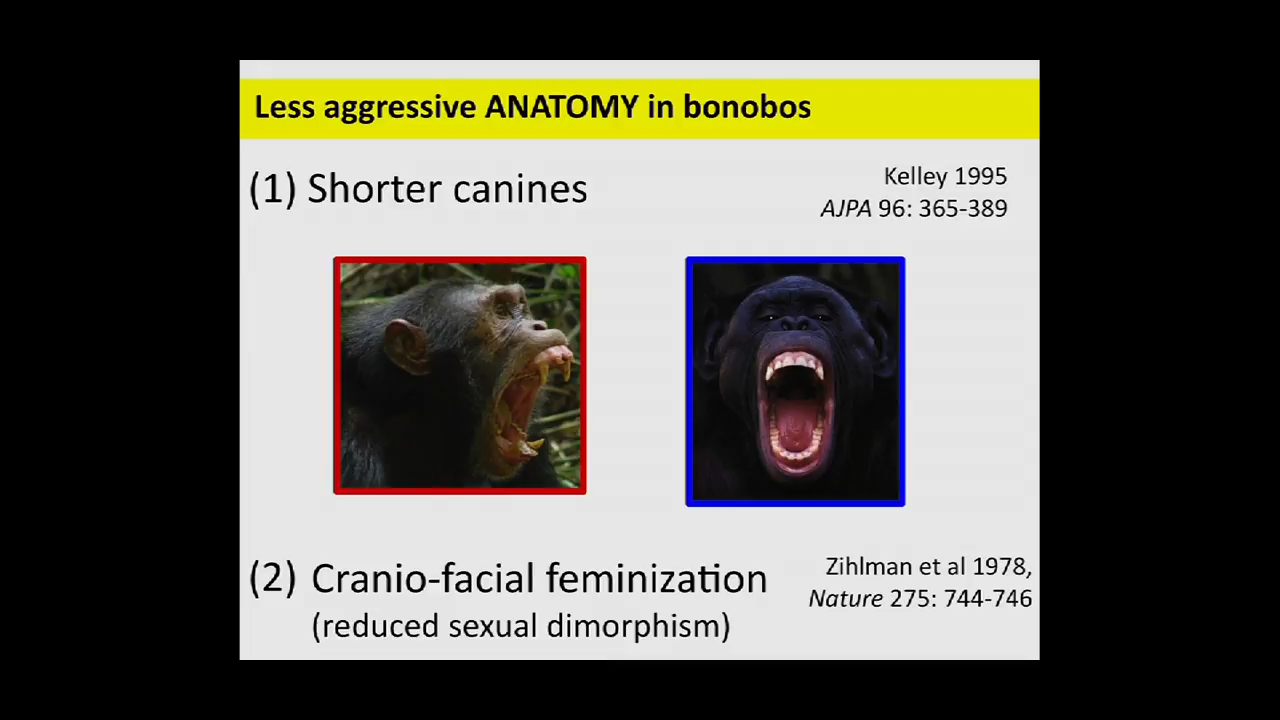 Less aggressive ANATOMY in bonobos
(1) Shorter canines
Kelley 1995
AJPA 96: 365-389
(2) Cranio-facial feminization
(reduced sexual dimorphism)
Zihlman et al 1978,
Nature 275: 744-746